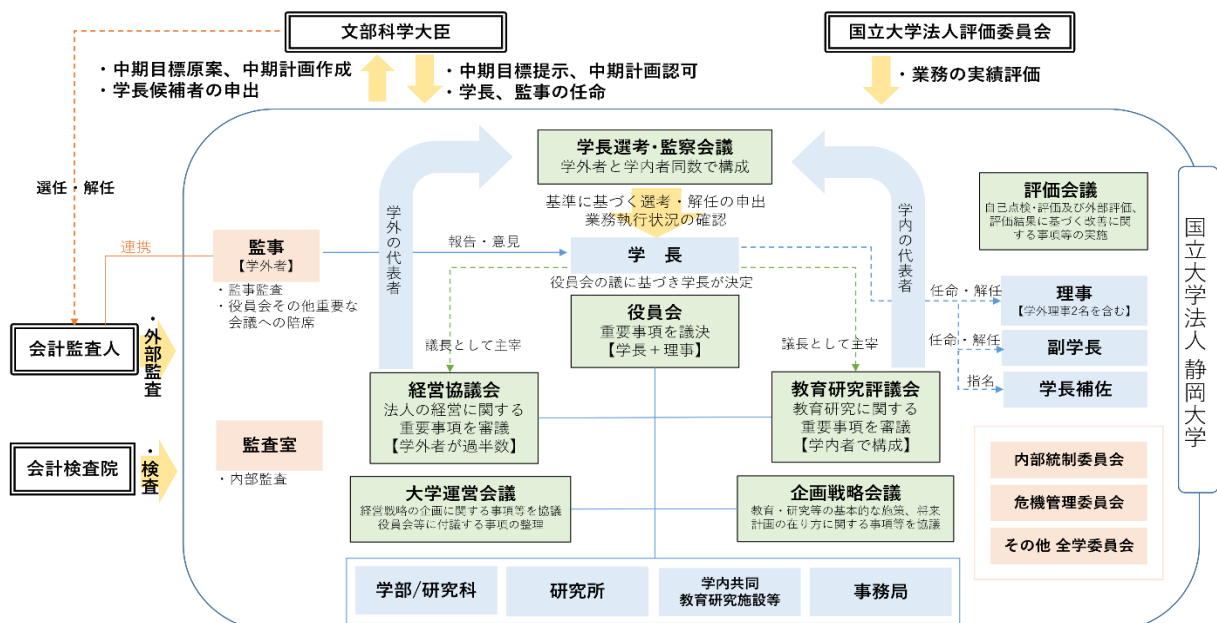 文部科学大臣
国立大学法人評価委員会
・中期目標原案、中期計画作成
・学長候補者の申出
・中期目標提示、中期計画認可
・学長、監事の任命
・業務の実績評価
選任・解任
学長選考・監察会議
学外者と学内者同数で構成
基準に基づく選考・解任の申出
業務執行状況の確認
学外の代表者
学内の代表者
評価会議
自己点検・評価及び外部評価、
評価結果に基づく改善に関
する事項等の実施
国立大学法人 静岡大学
連携
監事
【学外者】
・監事監査
・役員会その他重要な
会議への陪席
報告・意見
学 長
役員会の議に基づき学長が決定
役員会
重要事項を議決
【学長＋理事】
議長として主宰
議長として主宰
任命・解任
理事
【学外理事2名を含む】
任命・解任
副学長
指名
学長補佐
会計監査人
・外部監査
経営協議会
法人の経営に関する
重要事項を審議
【学外者が過半数】
教育研究評議会
教育研究に関する
重要事項を審議
【学内者で構成】
会計検査院
・検査
監査室
・内部監査
大学運営会議
経営戦略の企画に関する事項等を協議
役員会等に付議する事項の整理
企画戦略会議
教育・研究等の基本的な施策、将来
計画の在り方に関する事項等を協議
内部統制委員会
危機管理委員会
その他 全学委員会
学部/研究科
研究所
学内共同
教育研究施設等
事務局